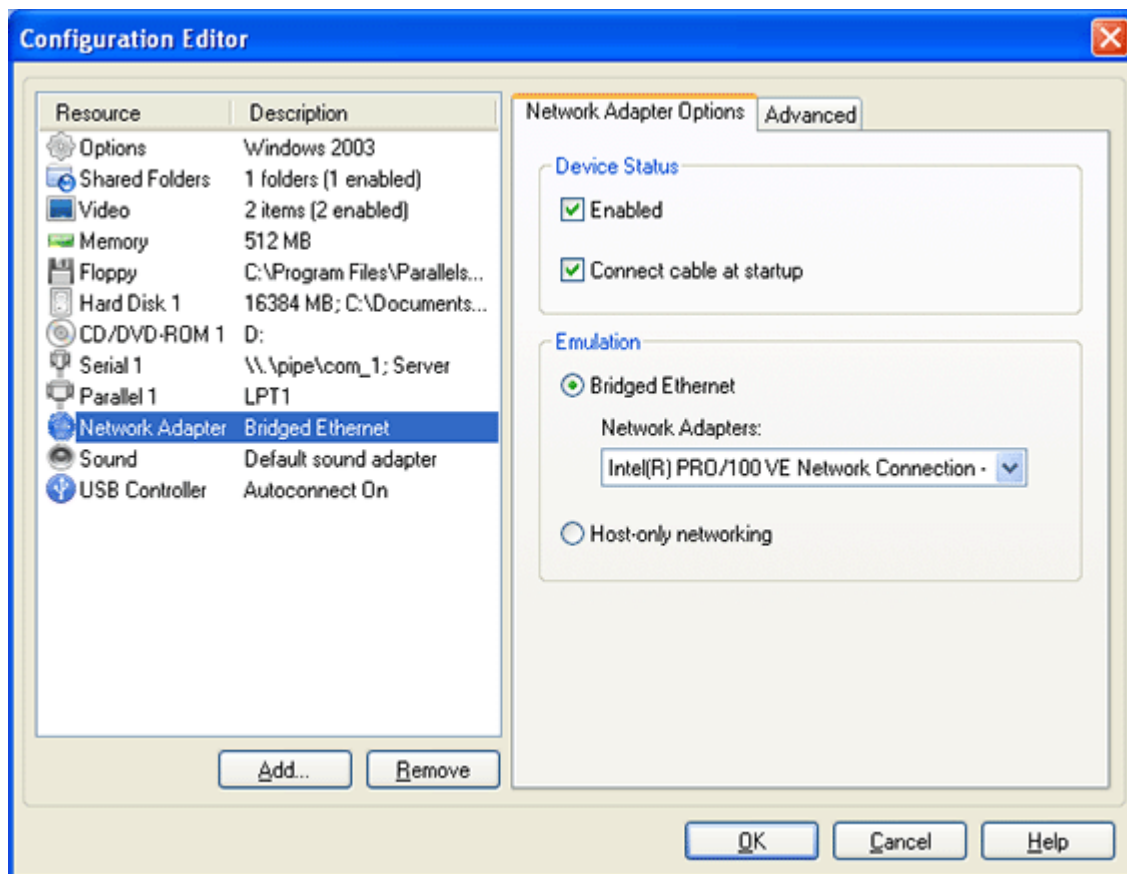 Configuration Editor
Resource Description
Options Windows 2003
Shared Folders 1 folders (1 enabled)
Video 2 items (2 enabled)
Memory 512 MB
Floppy C:\Program Files\Parallels...
Hard Disk 1 16384 MB; C:\Documents...
CD/DVD-ROM 1 D:
Serial 1 \\.\pipe\com_1; Server
Parallel 1 LPT1
Network Adapter Bridged Ethernet
Sound Default sound adapter
USB Controller Autoconnect On
Add... Remove
Network Adapter Options Advanced
Device Status
Enabled
Connect cable at startup
Emulation
Bridged Ethernet
Network Adapters:
Intel(R) PRO/100 VE Network Connection -
Host-only networking
OK Cancel Help